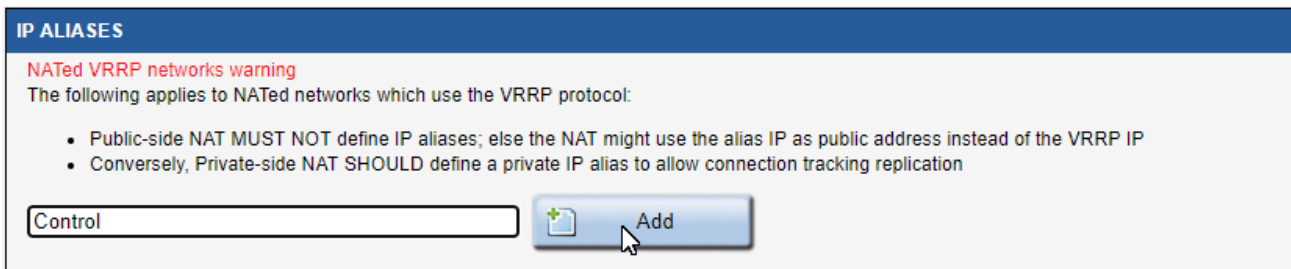 IP ALIASES
NATed VRRP networks warning
The following applies to NATed networks which use the VRRP protocol:
• Public-side NAT MUST NOT define IP aliases; else the NAT might use the alias IP as public address instead of the VRRP IP
• Conversely, Private-side NAT SHOULD define a private IP alias to allow connection tracking replication
Control
Add